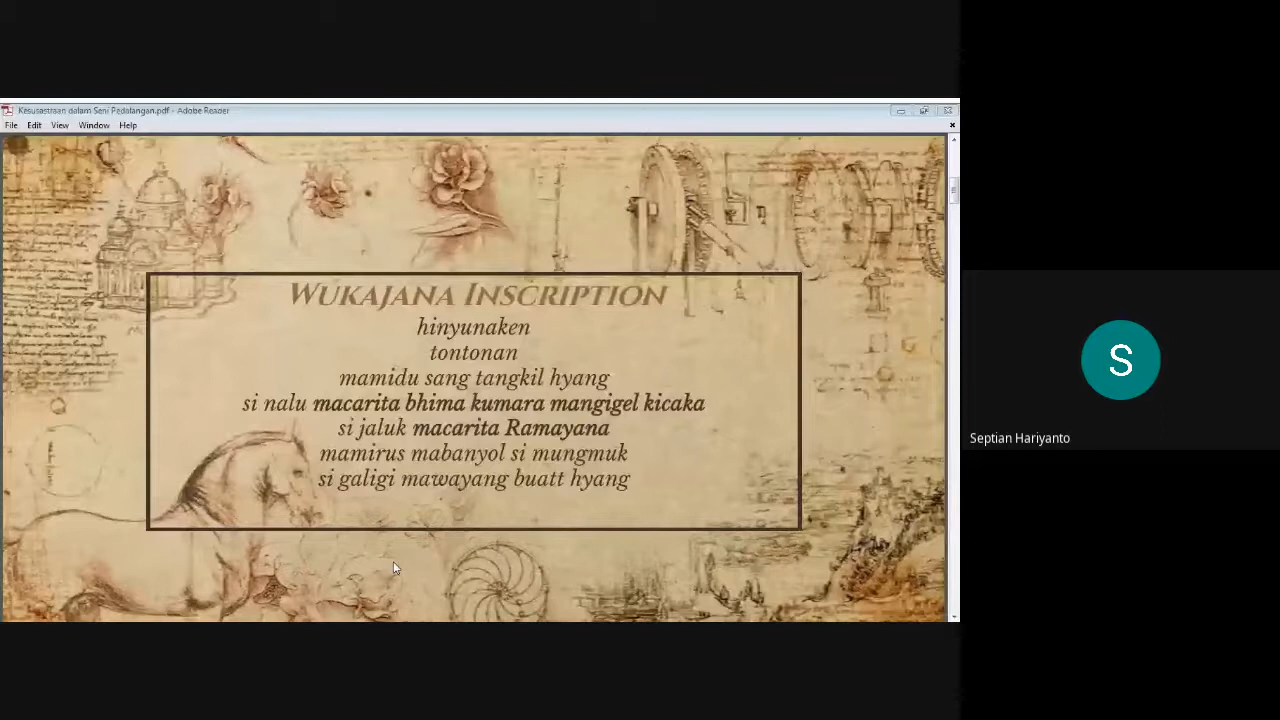 Kesusastraan dalam Seni Pedalangan.pdf - Adobe Reader
File Edit View Window Help
Wukajana Inscription
hinyunaken
tontonan
mamidu sang tangkil hyang
si nalu macarita bhima kumara mangigel kicaka
si jaluk macarita Ramayana
mamirus mabanyol si mungmuk
si galigi mawayang buatt hyang
S
Septian Hariyanto